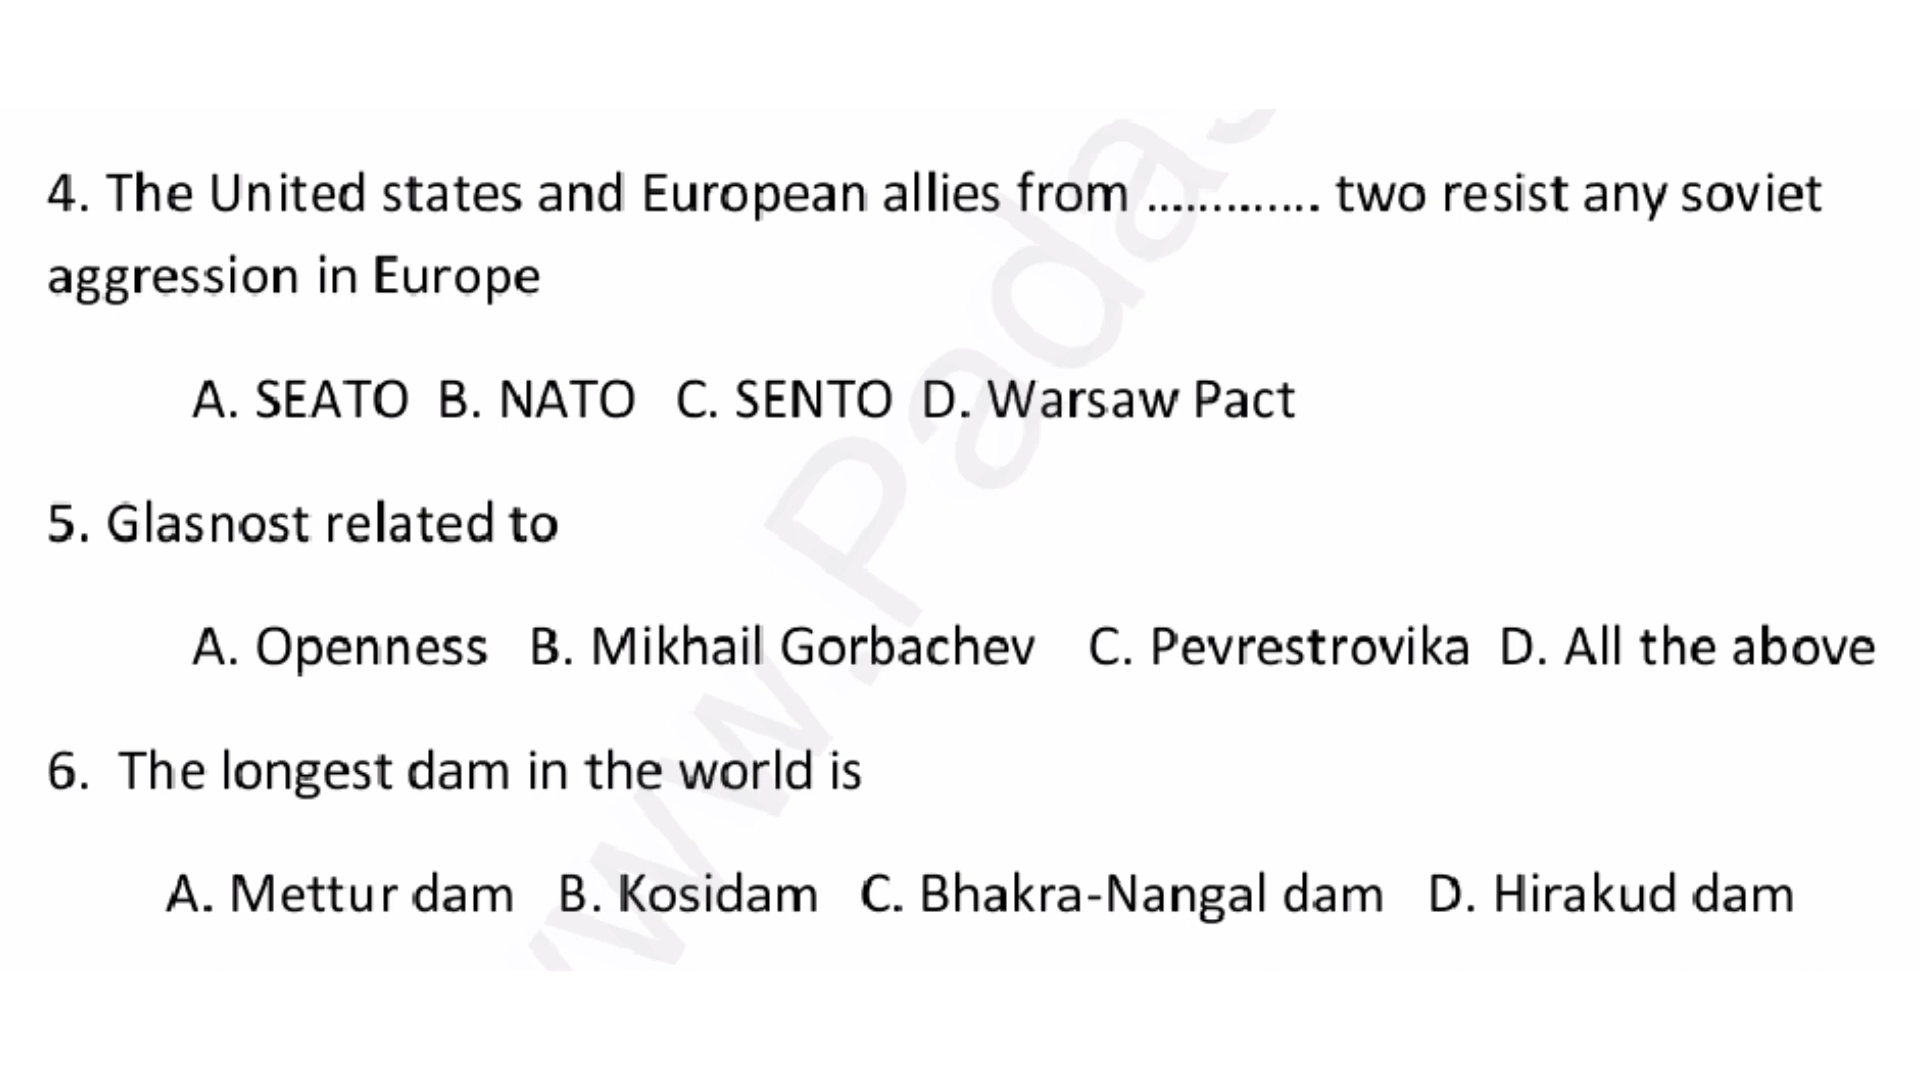 4. The United states and European allies from ............. two resist any soviet
aggression in Europe
A. SEATO B. NATO C. SENTO D. Warsaw Pact
5. Glasnost related to
A. Openness B. Mikhail Gorbachev C. Pevrestrovika D. All the above
6. The longest dam in the world is
A. Mettur dam B. Kosidam C. Bhakra-Nangal dam D. Hirakud dam